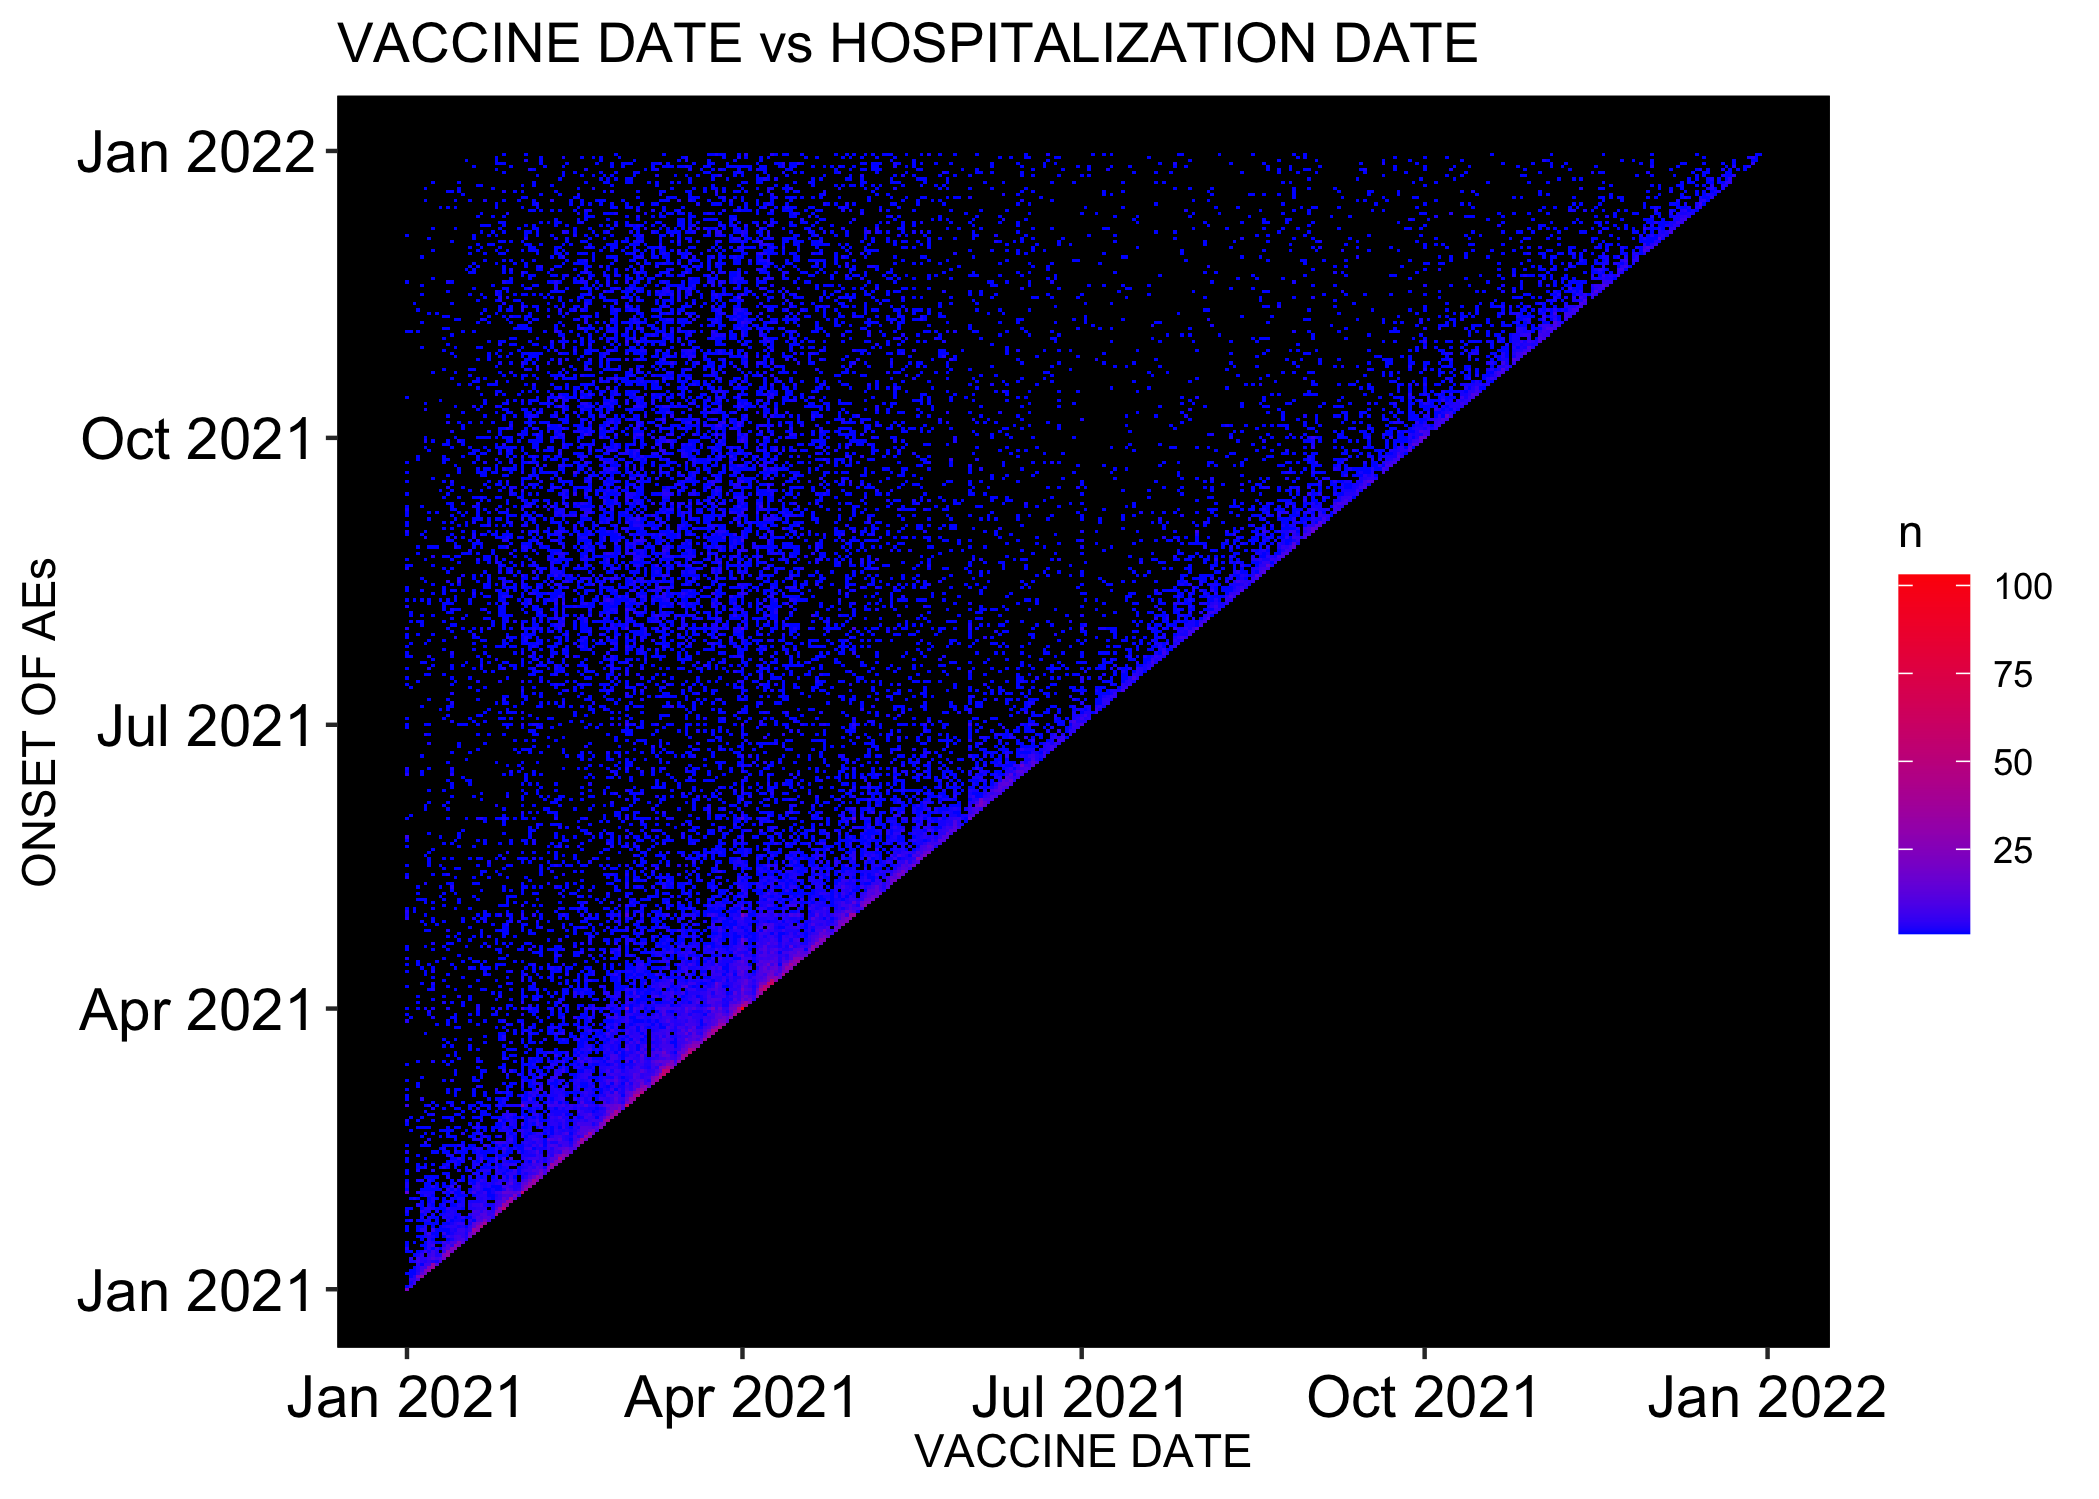 VACCINE DATE vs HOSPITALIZATION DATE
Jan 2022
Oct 2021
Jul 2021
Apr 2021
Jan 2021
ONSET OF AEs
Jan 2021
Apr 2021
Jul 2021
Oct 2021
Jan 2022
VACCINE DATE
n
100
75
50
25